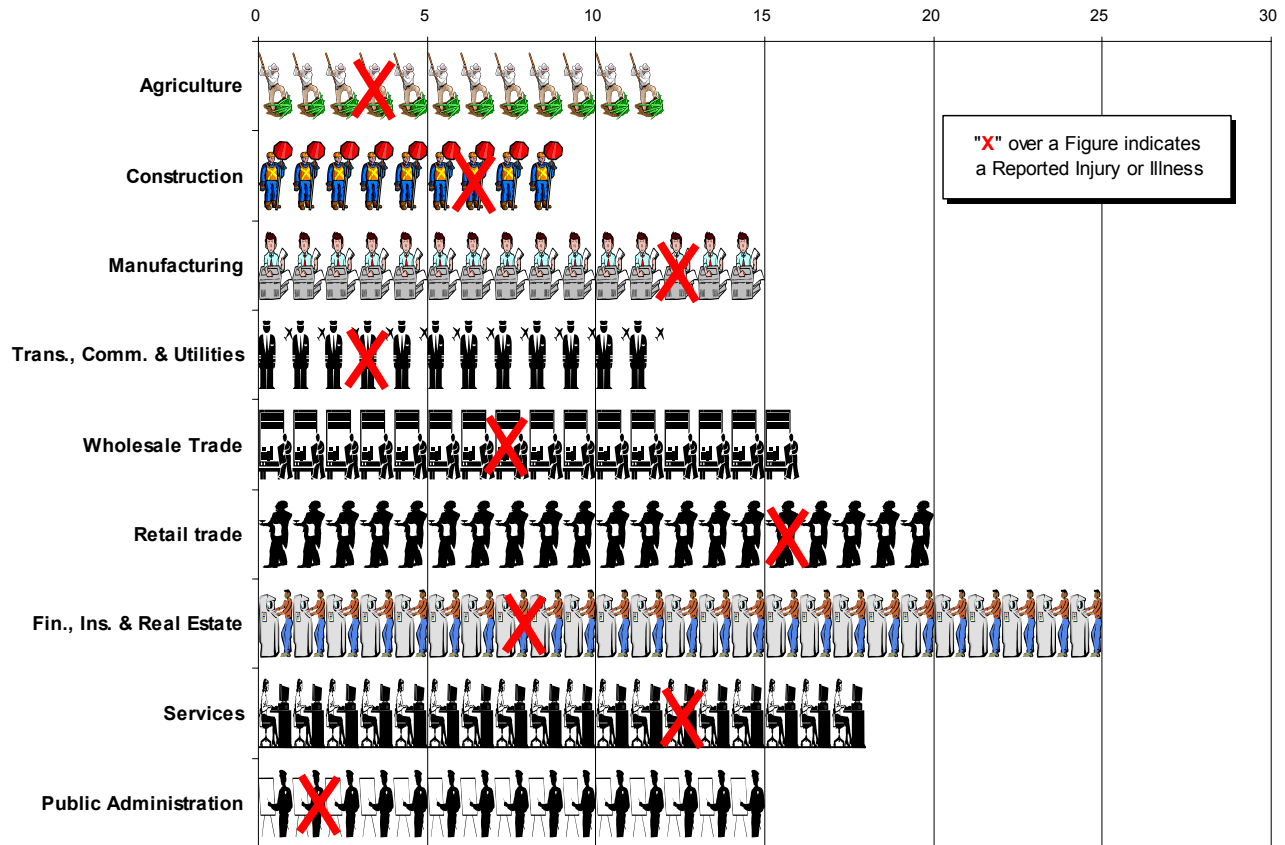 0 5 10 15 20 25 30
Agriculture
"X" over a Figure indicates
a Reported Injury or Illness
Construction
Manufacturing
Trans., Comm. & Utilities
Wholesale Trade
Retail trade
Fin., Ins. & Real Estate
Services
Public Administration